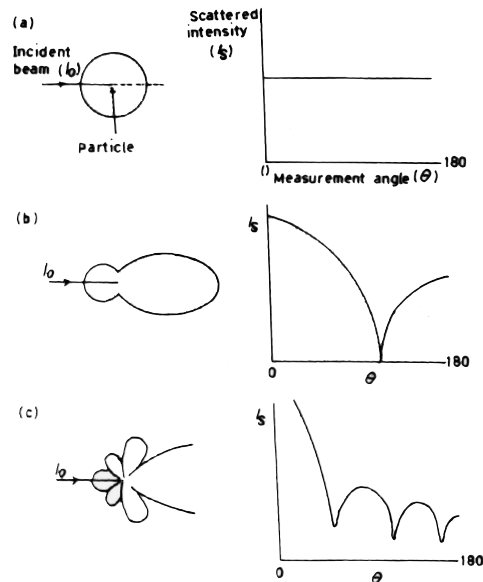 (a)
Incident
beam (I0)
Particle
Scattered
intensity
(Is)
0
180
Measurement angle (θ)
(b)
I0
Is
0
θ
180
(c)
I0
Is
0
θ
180